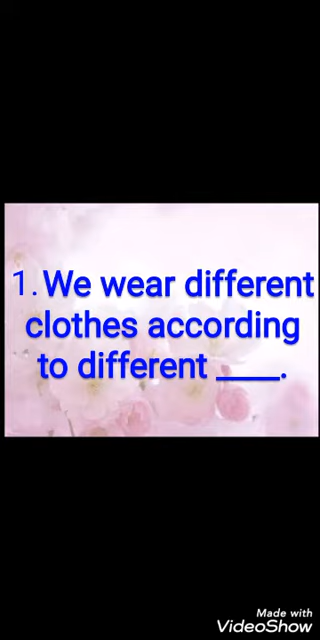 1. We wear different
clothes according
to different ____.
Made with
VideoShow